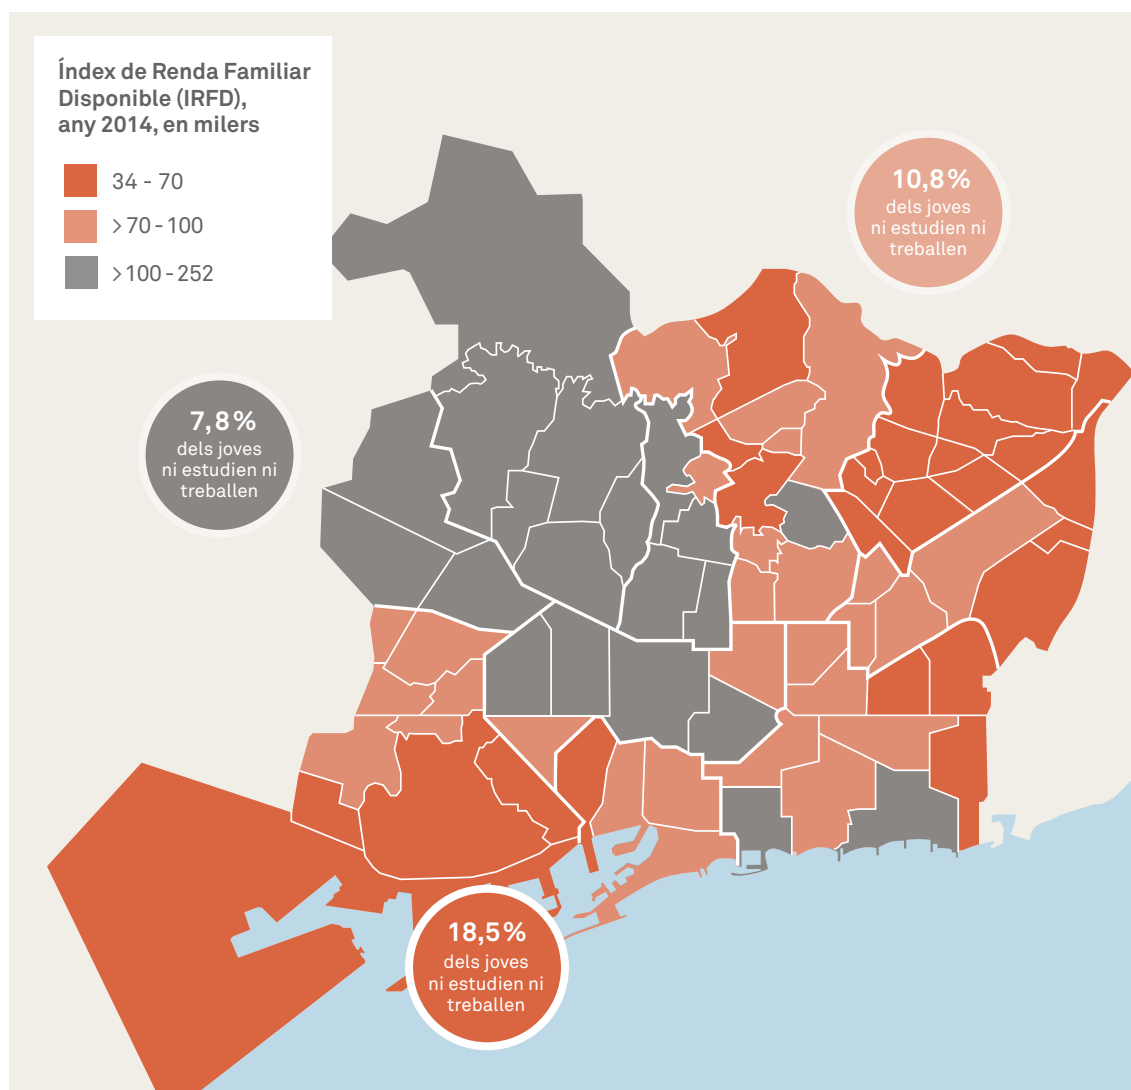 Índex de Renda Familiar
Disponible (IRFD),
any 2014, en milers
34 - 70
>70 - 100
>100 - 252
10,8%
dels joves
ni estudien ni
treballen
7,8%
dels joves
ni estudien ni
treballen
18,5%
dels joves
ni estudien ni
treballen